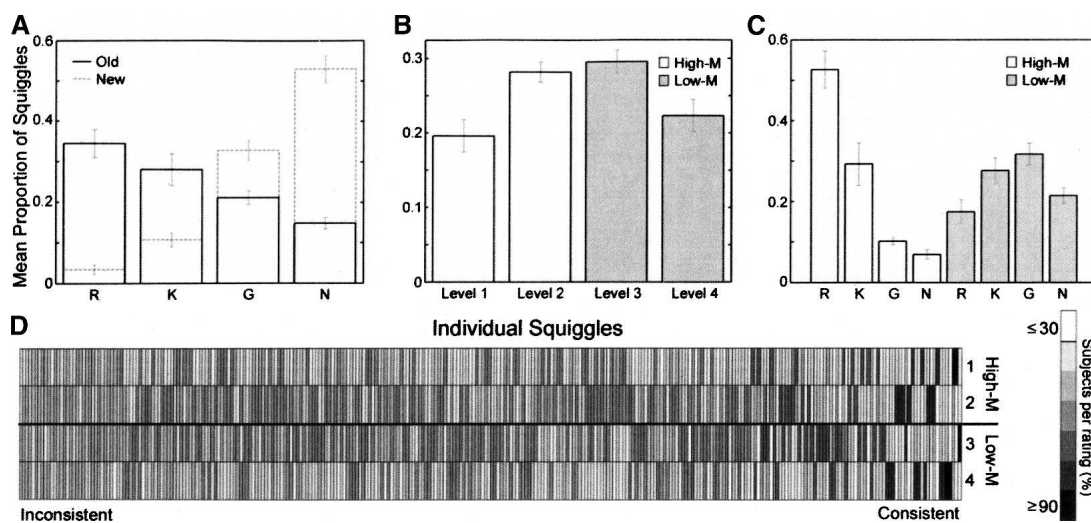 A
B
C
Mean Proportion of Squiggles
0.6
0.4
0.2
0
Old
New
R K G N
0.3
0.2
0.1
0
High-M
Low-M
Level 1 Level 2 Level 3 Level 4
0.6
0.4
0.2
0
High-M
Low-M
R K G N R K G N
D
Individual Squiggles
1
2
3
4
High-M
Low-M
Inconsistent
Consistent
≤30
≥90
Subjects per rating (%)